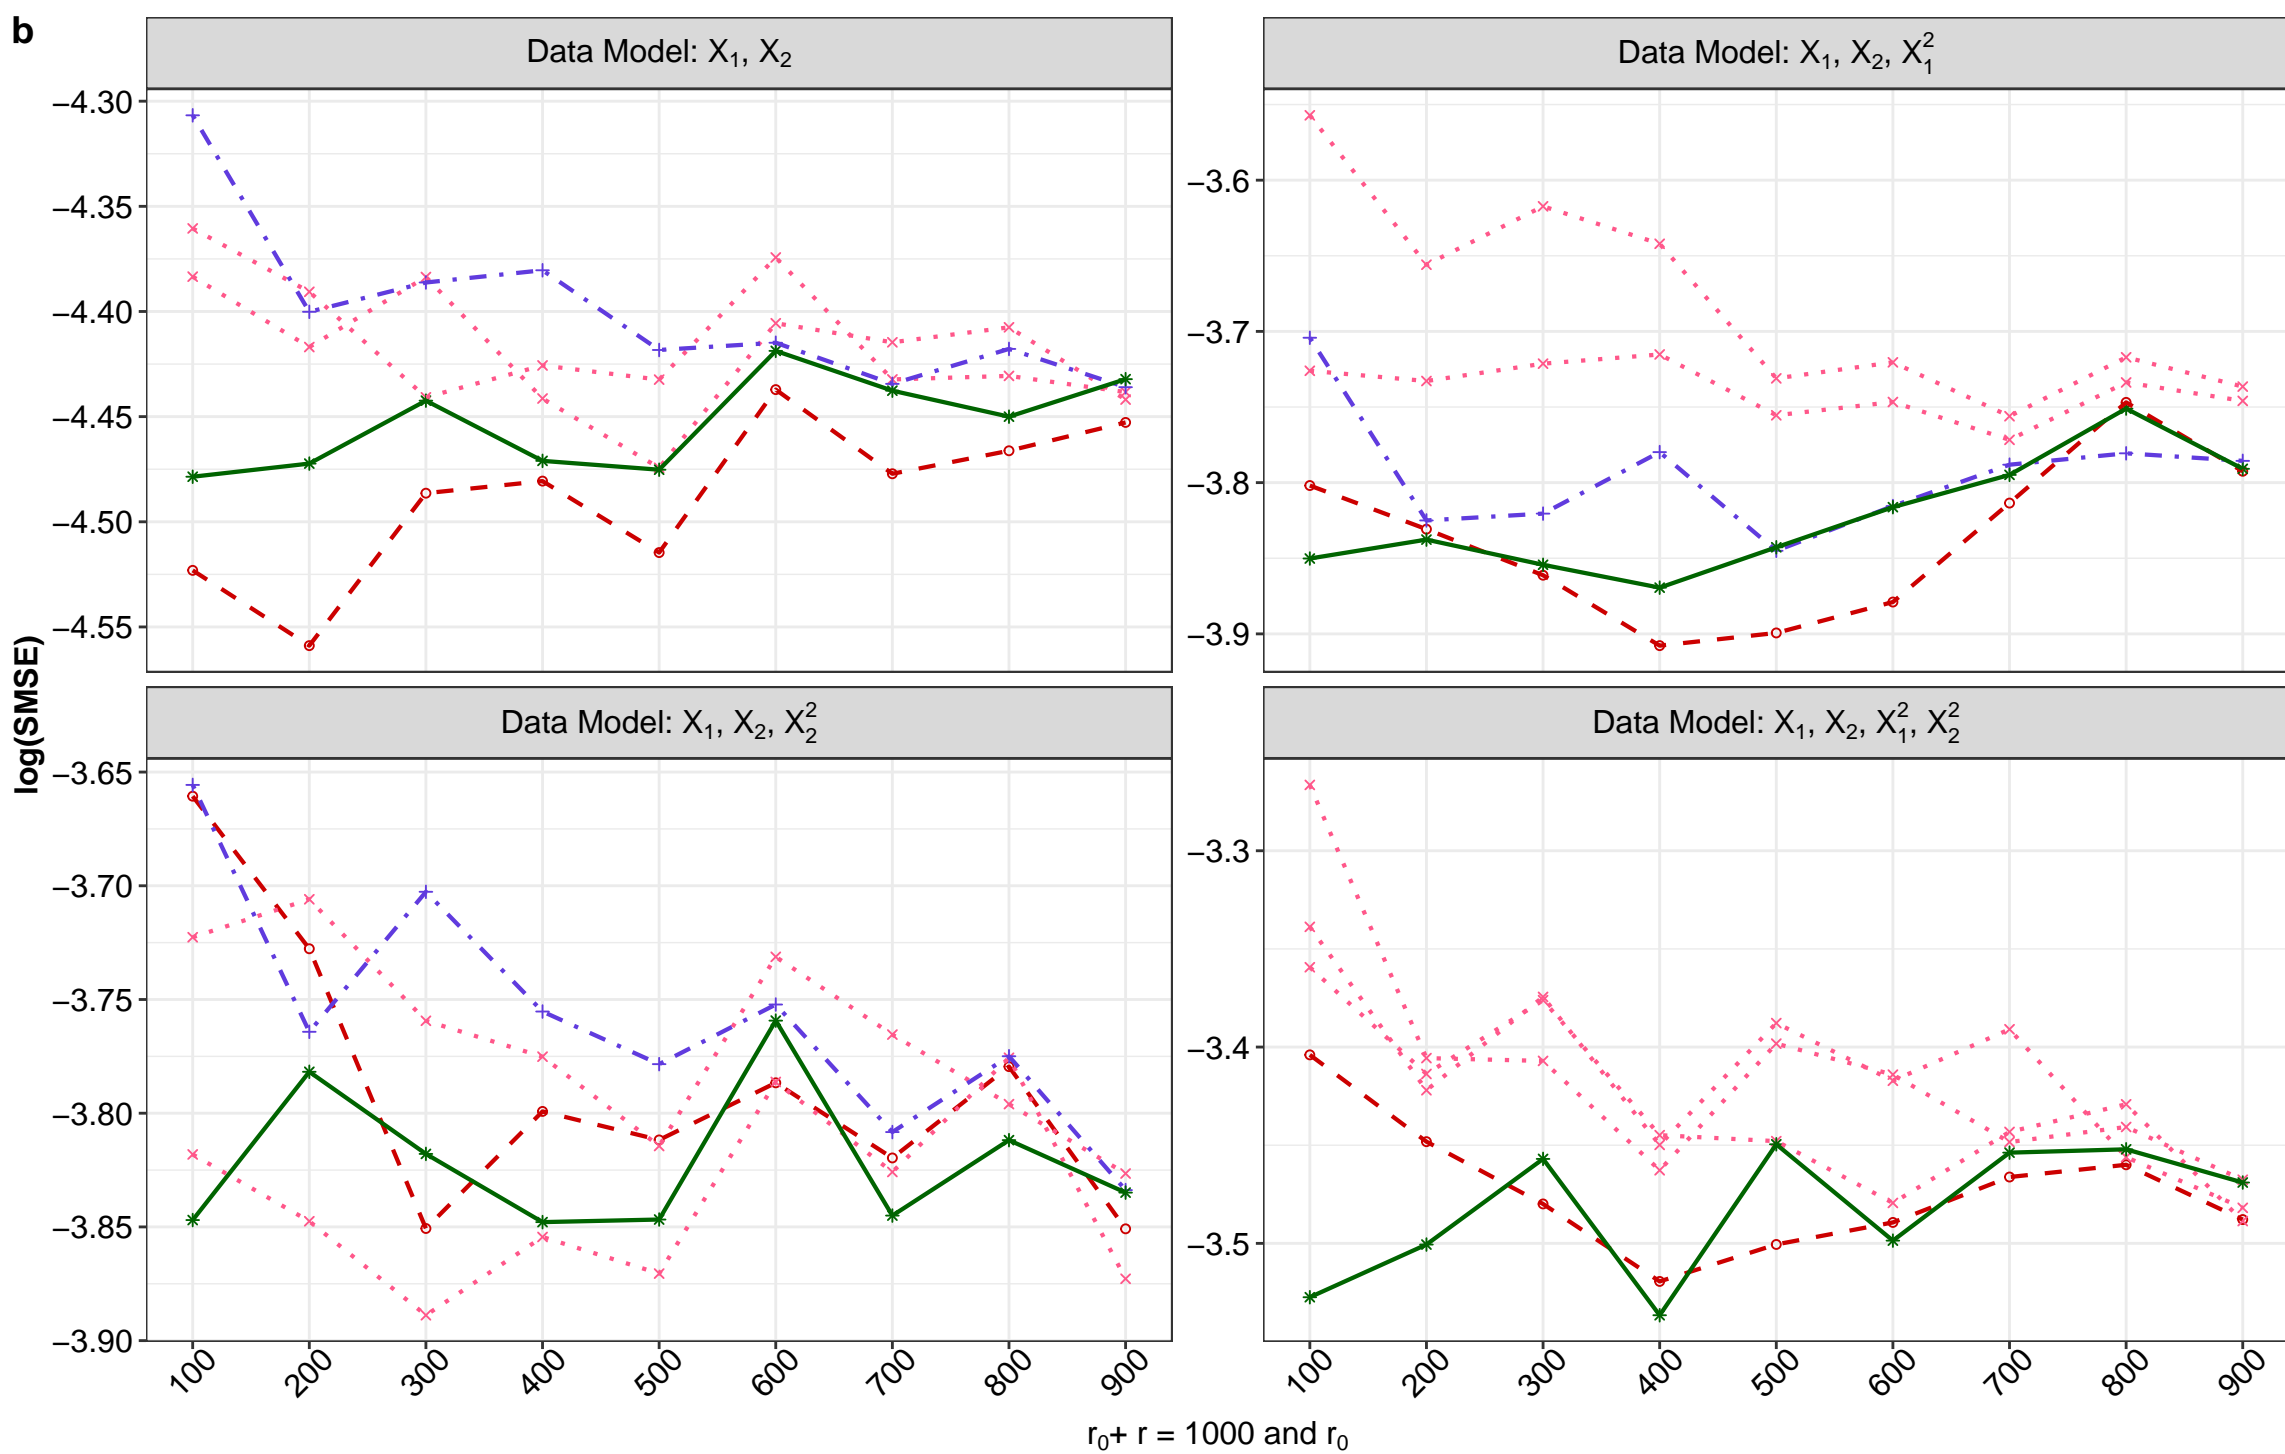 b
Data Model: X₁, X₂
Data Model: X₁, X₂, X₁²
−4.30
−4.35
−4.40
−4.45
−4.50
−4.55
−3.6
−3.7
−3.8
−3.9
log(SMSE)
Data Model: X₁, X₂, X₂²
Data Model: X₁, X₂, X₁², X₂²
−3.65
−3.70
−3.75
−3.80
−3.85
−3.90
−3.3
−3.4
−3.5
100 200 300 400 500 600 700 800 900
100 200 300 400 500 600 700 800 900
r₀+ r = 1000 and r₀